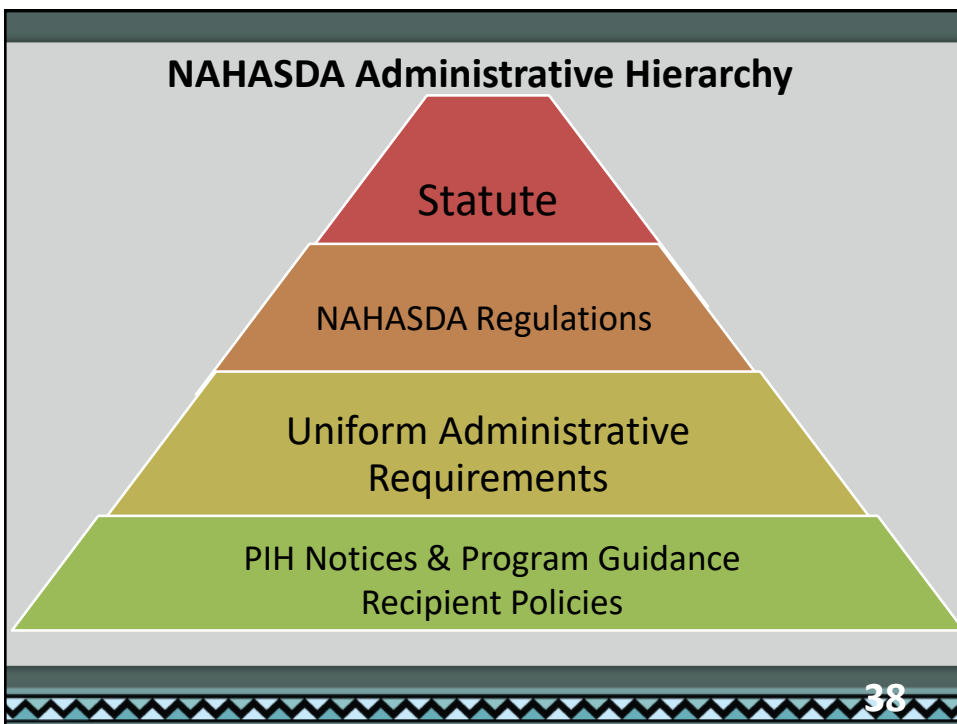 NAHASDA Administrative Hierarchy
Statute
NAHASDA Regulations
Uniform Administrative
Requirements
PIH Notices & Program Guidance
Recipient Policies
38